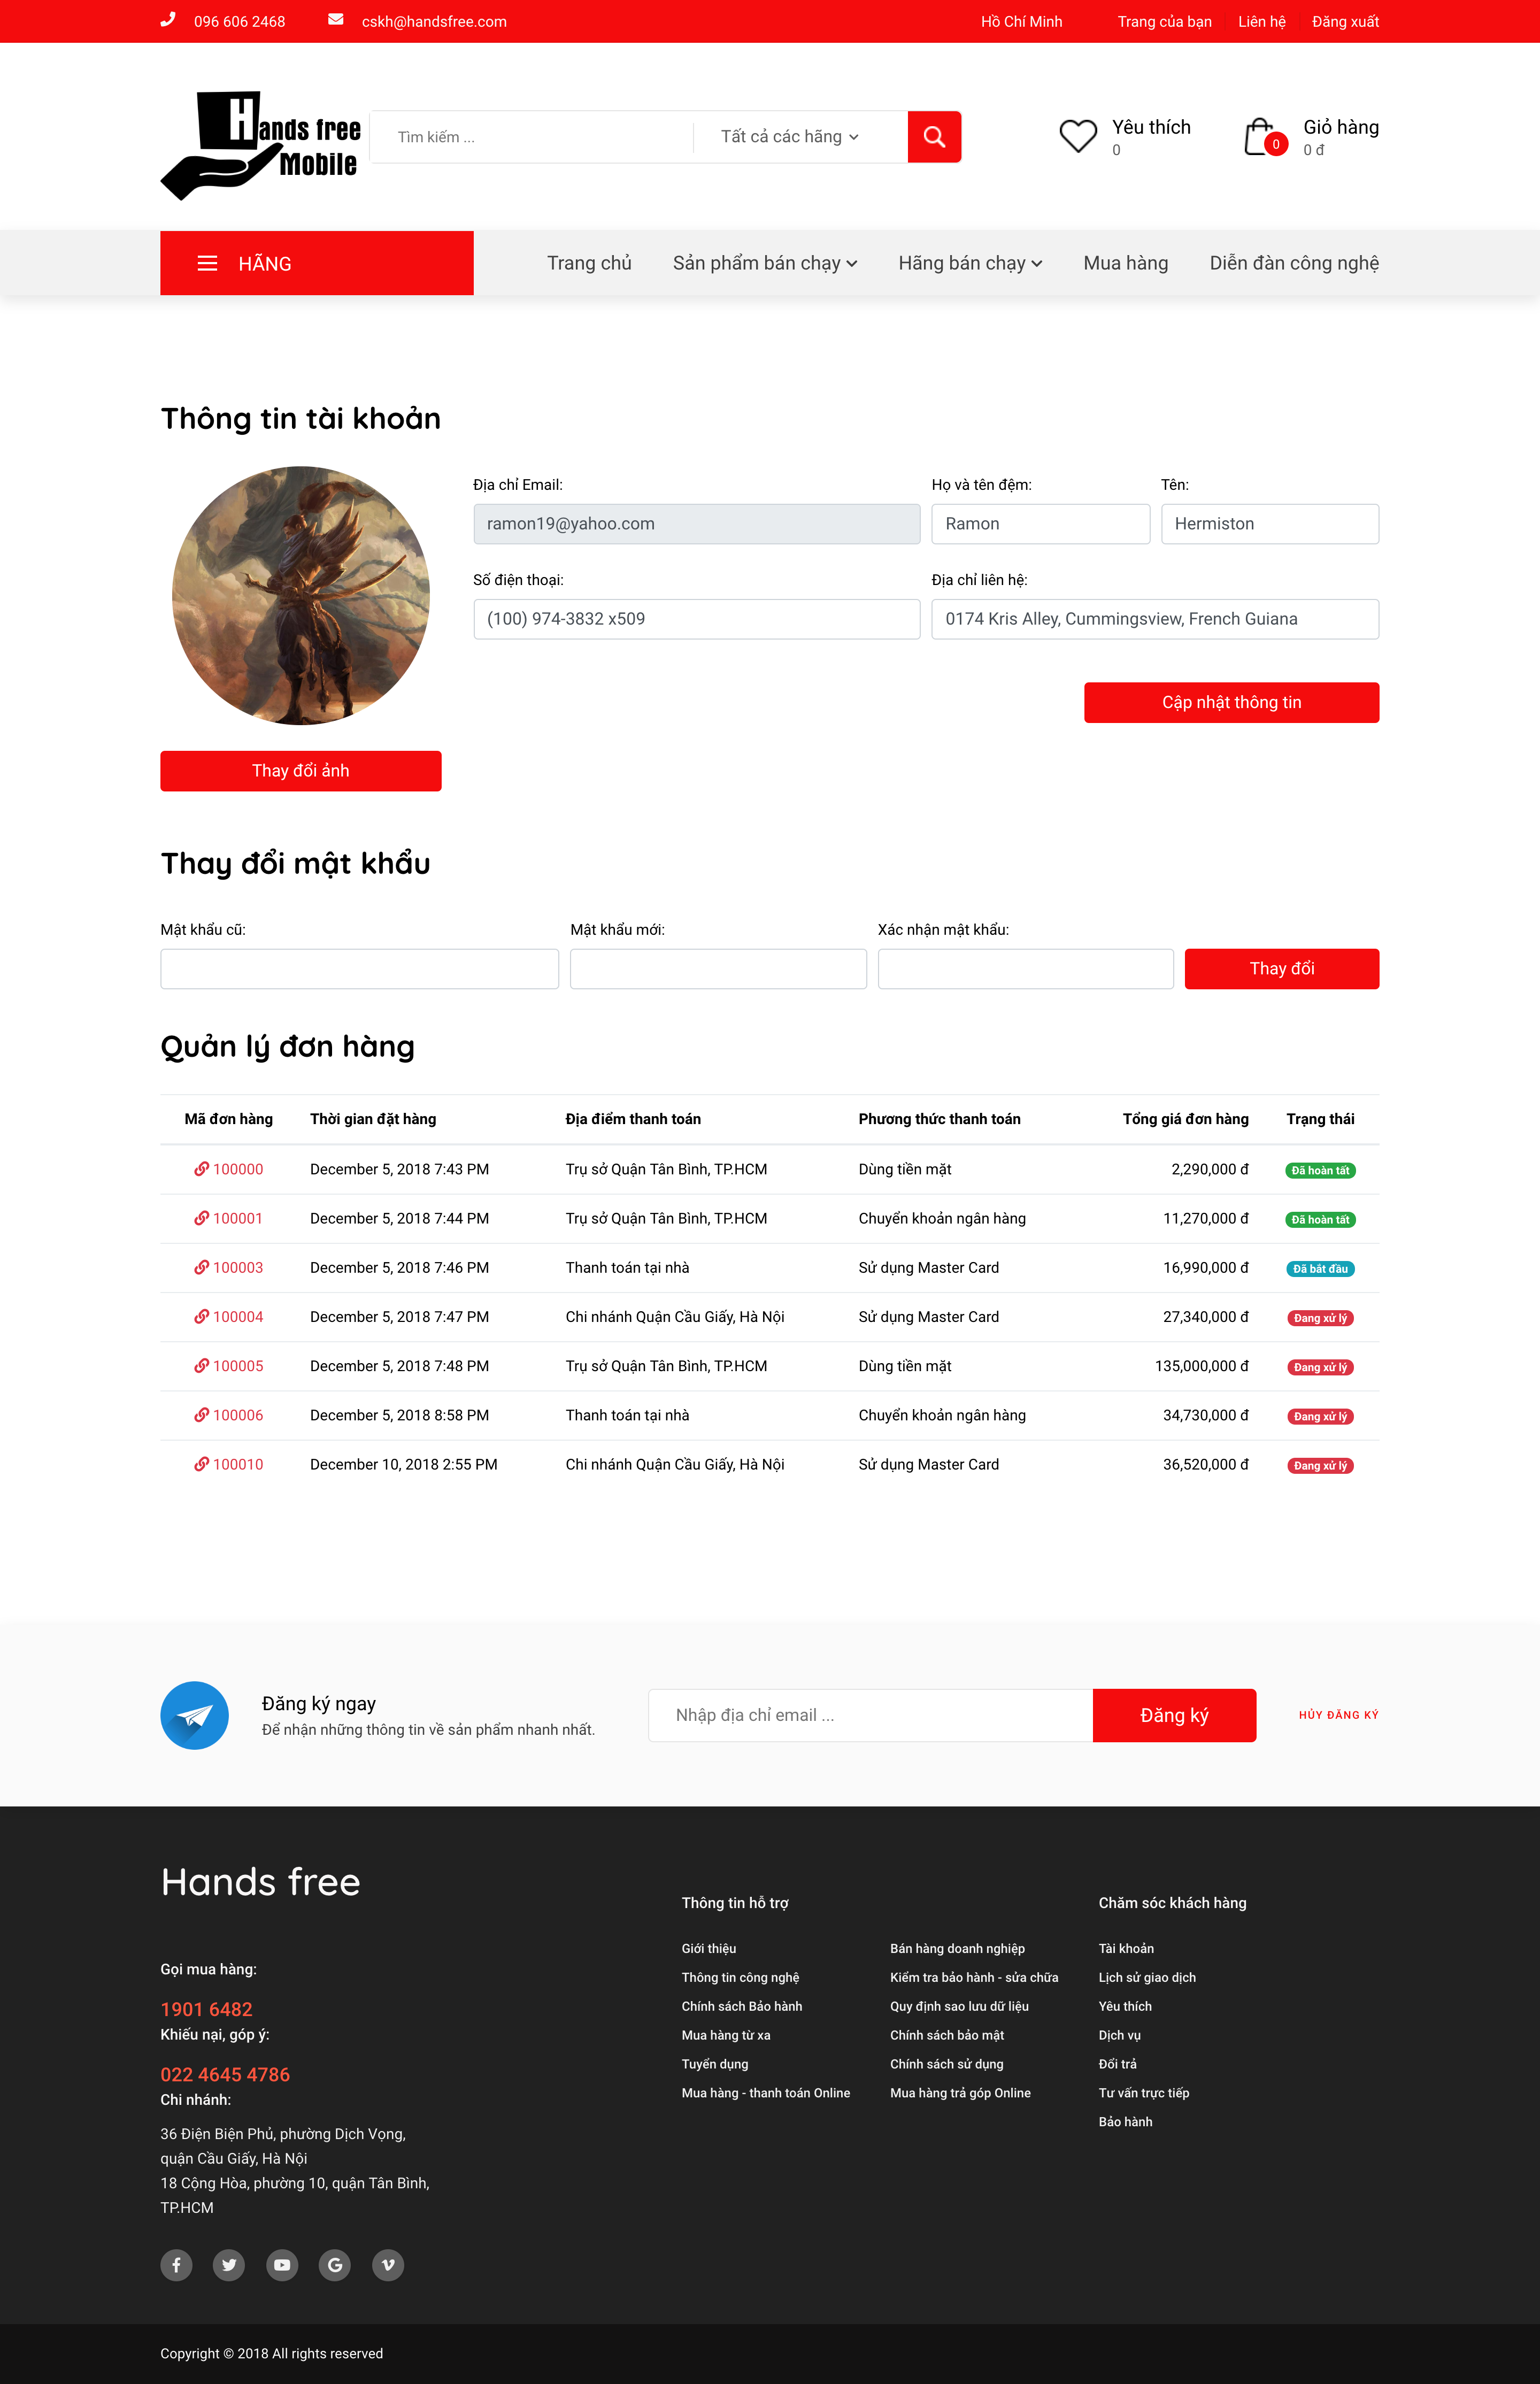 096 606 2468 cskh@handsfree.com Hồ Chí Minh Trang của bạn Liên hệ Đăng xuất
Hands free
Mobile
Tìm kiếm ... Tất cả các hãng
Yêu thích
0
0
Giỏ hàng
0 đ
HÃNG Trang chủ Sản phẩm bán chạy Hãng bán chạy Mua hàng Diễn đàn công nghệ
Thông tin tài khoản
Địa chỉ Email: Họ và tên đệm: Tên:
ramon19@yahoo.com Ramon Hermiston
Số điện thoại: Địa chỉ liên hệ:
(100) 974-3832 x509 0174 Kris Alley, Cummingsview, French Guiana
Cập nhật thông tin
Thay đổi ảnh
Thay đổi mật khẩu
Mật khẩu cũ: Mật khẩu mới: Xác nhận mật khẩu:
Thay đổi
Quản lý đơn hàng
Mã đơn hàng Thời gian đặt hàng Địa điểm thanh toán Phương thức thanh toán Tổng giá đơn hàng Trạng thái
100000 December 5, 2018 7:43 PM Trụ sở Quận Tân Bình, TP.HCM Dùng tiền mặt 2,290,000 đ Đã hoàn tất
100001 December 5, 2018 7:44 PM Trụ sở Quận Tân Bình, TP.HCM Chuyển khoản ngân hàng 11,270,000 đ Đã hoàn tất
100003 December 5, 2018 7:46 PM Thanh toán tại nhà Sử dụng Master Card 16,990,000 đ Đã bắt đầu
100004 December 5, 2018 7:47 PM Chi nhánh Quận Cầu Giấy, Hà Nội Sử dụng Master Card 27,340,000 đ Đang xử lý
100005 December 5, 2018 7:48 PM Trụ sở Quận Tân Bình, TP.HCM Dùng tiền mặt 135,000,000 đ Đang xử lý
100006 December 5, 2018 8:58 PM Thanh toán tại nhà Chuyển khoản ngân hàng 34,730,000 đ Đang xử lý
100010 December 10, 2018 2:55 PM Chi nhánh Quận Cầu Giấy, Hà Nội Sử dụng Master Card 36,520,000 đ Đang xử lý
Đăng ký ngay
Để nhận những thông tin về sản phẩm nhanh nhất.
Nhập địa chỉ email ... Đăng ký HỦY ĐĂNG KÝ
Hands free
Gọi mua hàng:
1901 6482
Khiếu nại, góp ý:
022 4645 4786
Chi nhánh:
36 Điện Biện Phủ, phường Dịch Vọng,
quận Cầu Giấy, Hà Nội
18 Cộng Hòa, phường 10, quận Tân Bình,
TP.HCM
Thông tin hỗ trợ
Giới thiệu
Thông tin công nghệ
Chính sách Bảo hành
Mua hàng từ xa
Tuyển dụng
Mua hàng - thanh toán Online
Bán hàng doanh nghiệp
Kiểm tra bảo hành - sửa chữa
Quy định sao lưu dữ liệu
Chính sách bảo mật
Chính sách sử dụng
Mua hàng trả góp Online
Chăm sóc khách hàng
Tài khoản
Lịch sử giao dịch
Yêu thích
Dịch vụ
Đổi trả
Tư vấn trực tiếp
Bảo hành
Copyright © 2018 All rights reserved